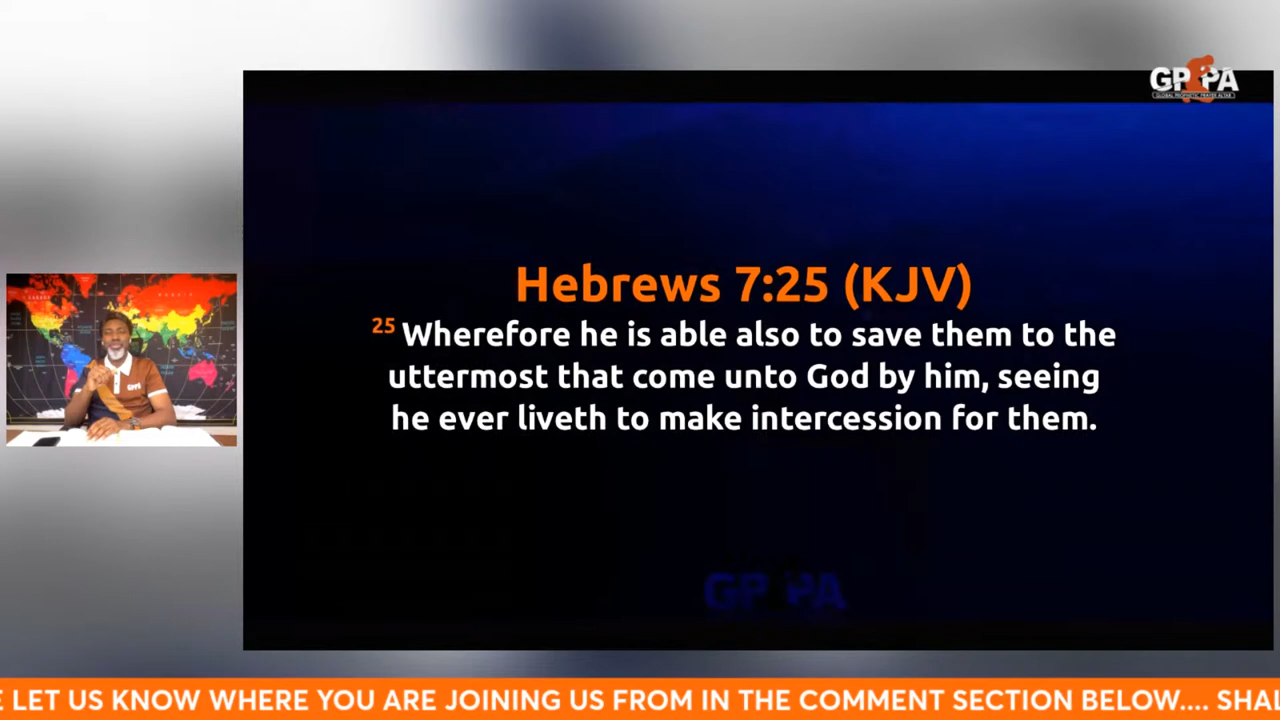 GPPA
GLOBAL PROPHETIC PRAYER ALTAR
Hebrews 7:25 (KJV)
25 Wherefore he is able also to save them to the
uttermost that come unto God by him, seeing
he ever liveth to make intercession for them.
GPPA
E LET US KNOW WHERE YOU ARE JOINING US FROM IN THE COMMENT SECTION BELOW.... SHAL